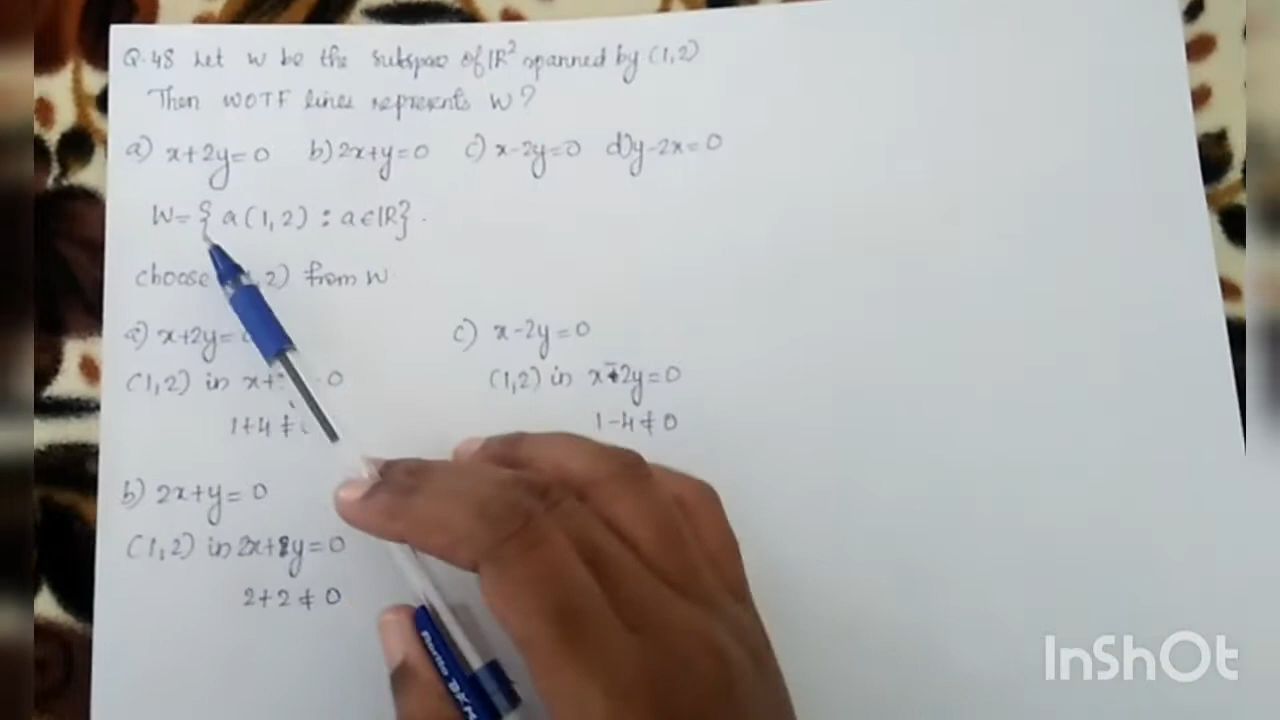 Q.48 Let W be the subspace of IR² spanned by (1,2)
Then WOTF lines represents W?
a) x+2y=0 b) 2x+y=0 c) x-2y=0 d) y-2x=0
W={ a(1,2) : a∈IR}.
choose ,2) from W
a) x+2y=
(1,2) in x+ 0
1+4 ≠
b) 2x+y=0
(1,2) in 2x+y=0
2+2 ≠ 0
c) x-2y=0
(1,2) in x-2y=0
1-4 ≠ 0
InShOt